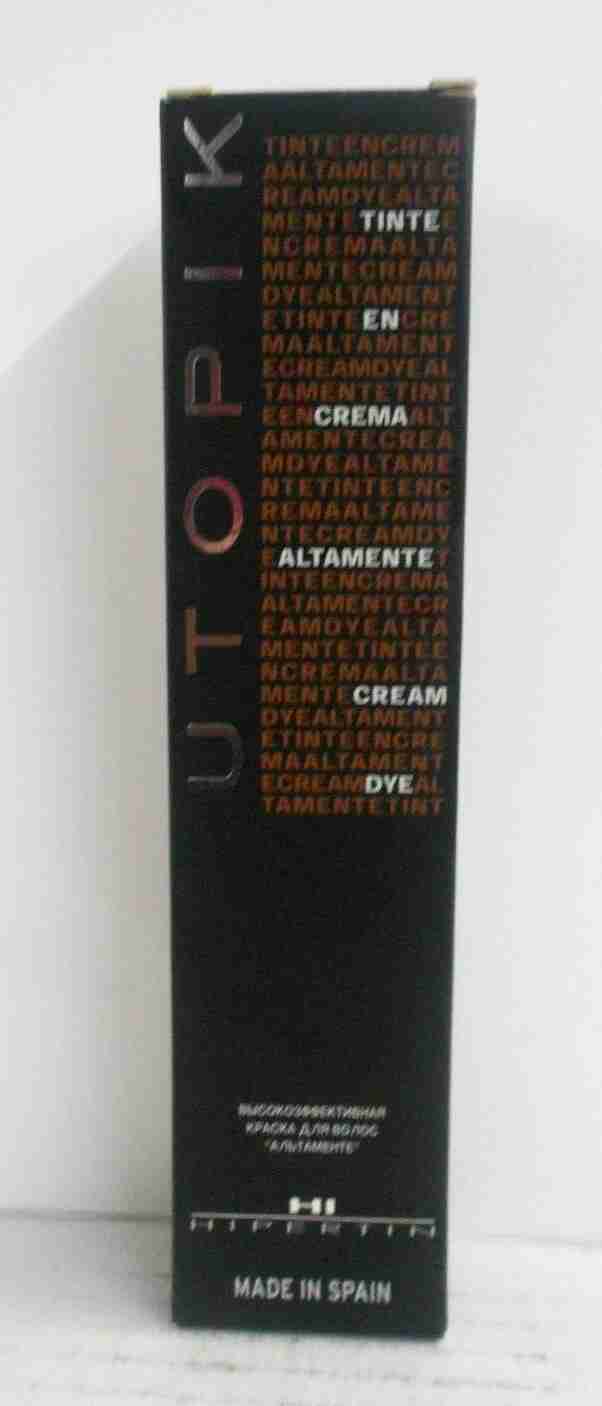 UTOPIK
TINTEENCREM
AALTAMENTEC
REAMDYEALTA
MENTETINTEE
NCREMAALTA
MENTECREAM
DYEALTAMENT
ETINTEENCRE
MAALTAMENT
ECREAMDYEAL
TAMENTETINT
EENCREMAALT
AMENTECREA
MDYEALTAME
NTETINTEENC
REMAALTAME
NTECREAMDY
EALTAMENTET
INTEENCREMA
ALTAMENTECR
EAMDYEALTA
MENTETINTEE
NCREMAALTA
MENTECREAM
DYEALTAMENT
ETINTEENCRE
MAALTAMENT
ECREAMDYEAL
TAMENTETINT
ВЫСОКОЭФФЕКТИВНАЯ
КРАСКА ДЛЯ ВОЛОС
"АЛЬТАМЕНТЕ"
HI
HIPERTIN
MADE IN SPAIN